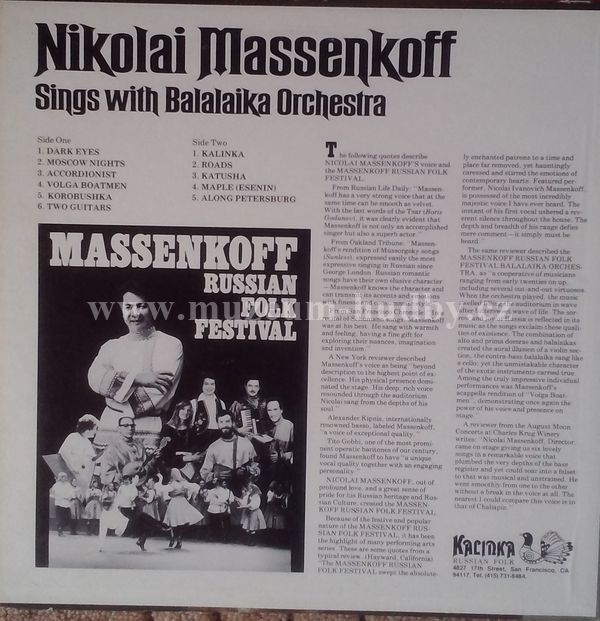 Nikolai Massenkoff
Sings with Balalaika Orchestra
Side One
1. DARK EYES
2. MOSCOW NIGHTS
3. ACCORDIONIST
4. VOLGA BOATMEN
5. KOROBUSHKA
6. TWO GUITARS
Side Two
1. KALINKA
2. ROADS
3. KATUSHA
4. MAPLE (ESENIN)
5. ALONG PETERSBURG
MASSENKOFF
RUSSIAN
FOLK
FESTIVAL
The following quotes describe
NICOLAI MASSENKOFF'S voice and
the MASSENKOFF RUSSIAN FOLK
FESTIVAL.
From Russian Life Daily: "Massen-
koff has a very strong voice that at the
same time can be smooth as velvet.
With the last words of the Tsar (Boris
Godunov), it was clearly evident that
Massenkoff is not only an accomplished
singer but also a superb actor."
From Oakland Tribune: "Massen-
koff's rendition of Mussorgsky songs
(Sunless), expressed easily the most
expressive singing in Russian since
George London. Russian romantic
songs have their own elusive character
— Massenkoff knows the character and
can transmit its accents and emotion
with finesse
was at his best. He sang with warmth
and feeling, having a fine gift for
exploring their nuances, imagination
and invention."
A New York reviewer described
Massenkoff's voice as being "beyond
description to the highest point of ex-
cellence. His physical presence domi-
nated the stage. His deep, rich voice
resounded through the auditorium.
Nicolai sang from the depths of his
soul."
Alexander Kipnis, internationally
renowned basso, labeled Massenkoff,
"a voice of exceptional quality."
Tito Gobbi, one of the most promi-
nent operatic baritones of our century,
found Massenkoff to have "a unique
vocal quality together with an engaging
personality."
NICOLAI MASSENKOFF, out of
profound love, and a great sense of
pride for his Russian heritage and Rus-
sian Culture, created the MASSEN-
KOFF RUSSIAN FOLK FESTIVAL.
Because of the festive and popular
nature of the MASSENKOFF RUS-
SIAN FOLK FESTIVAL, it has been
the highlight of many performing arts
series. These are some quotes from a
typical review. (Hayward, California)
"The MASSENKOFF RUSSIAN
FOLK FESTIVAL swept the absolute-
ly enchanted patrons to a time and
place far removed, yet hauntingly
caressed and stirred the emotions of
contemporary hearts. Featured per-
former, Nicolai Ivanovich Massenkoff,
is possessed of the most incredibly
majestic voice I have ever heard. The
instant of his first vocal ushered a rev-
erent silence throughout the house. The
depth and breadth of his range defies
mere comment — it simply must be
heard."
The same reviewer described the
MASSENKOFF RUSSIAN FOLK
FESTIVAL BALALAIKA ORCHES-
TRA, as "a cooperative of musicians
ranging from early twenties on up,
including several out-and-out virtuosos.
When the orchestra played, the music
filled the auditorium in wave
upon wave of life. The sor-
is reflected in its
music as the songs exclaim these quali-
ties of existence. The combination of
alto and prima domras and balalaikas
created the aural illusion of a violin sec-
tion, the contra-bass balalaika sang like
a cello; yet the unmistakable character
of the exotic instruments carried true.
Among the truly impressive individual
performances was Massenkoff's
acappella rendition of "Volga Boat-
men", demonstrating once again the
power of his voice and presence on
stage."
A reviewer from the August Moon
Concerts at Charles Krug Winery
writes: "Nicolai Massenkoff, Director,
came on stage giving us six lovely
songs in a remarkable voice that
plumbed the very depths of the bass
register and yet could soar into a falset-
to that was musical and unstrained. He
went smoothly from one to the other
without a break in the voice at all. The
nearest I could compare this voice is to
that of Chaliapin."
KALINKA
RUSSIAN FOLK
4827 17th Street, San Francisco, CA
94117, Tel. (415) 731-8484.